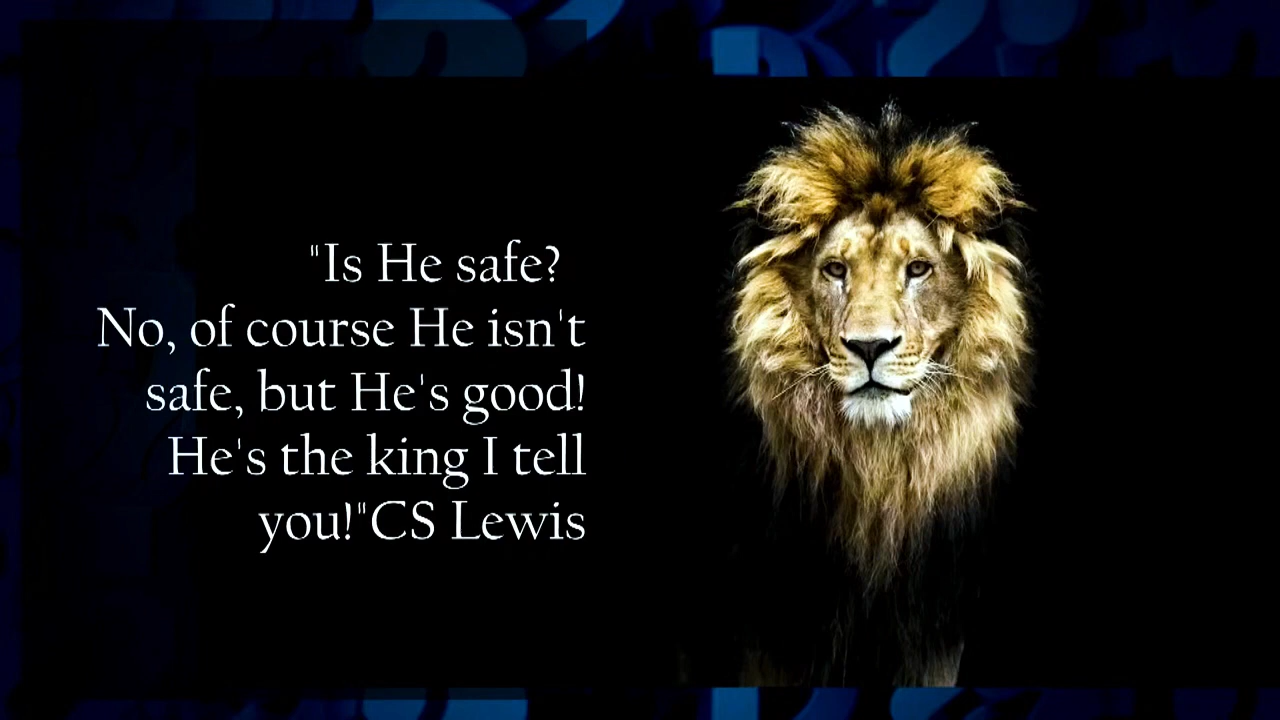 "Is He safe?
No, of course He isn't
safe, but He's good!
He's the king I tell
you!"CS Lewis